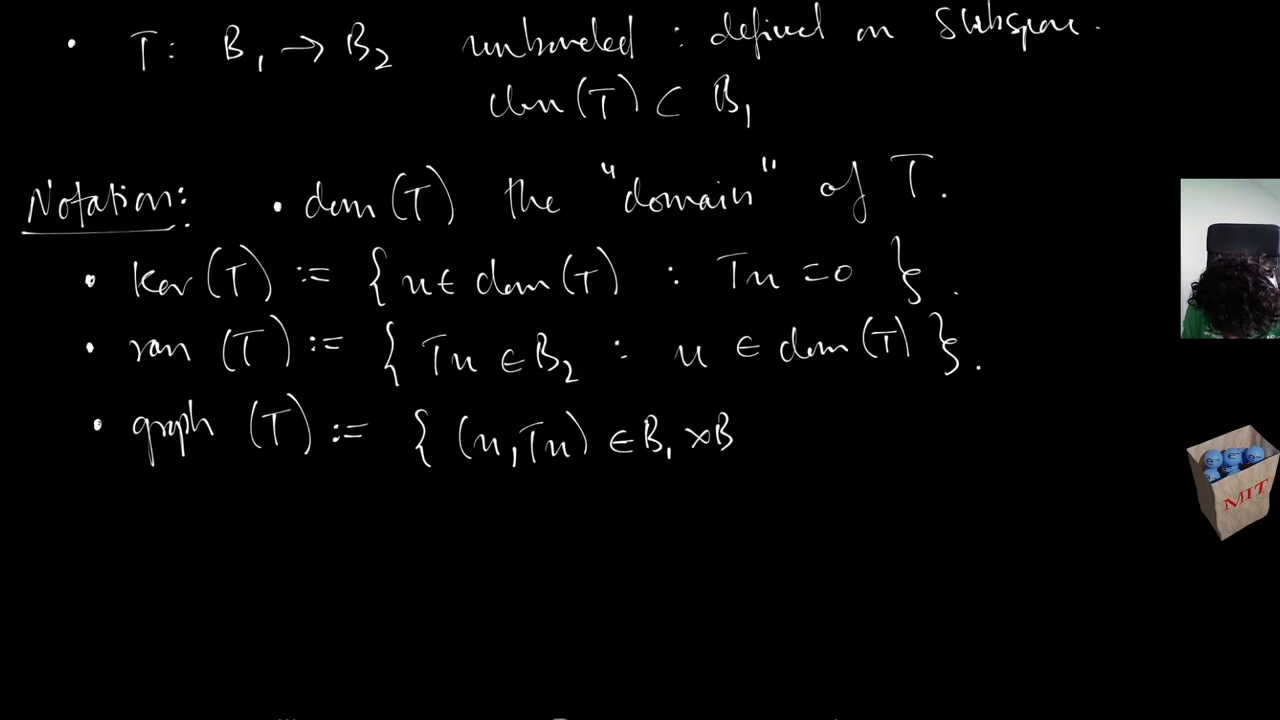 • T: B₁ → B₂ unbounded : defined on subspace.
dom(T) ⊂ B₁
Notation: • dom(T) the "domain" of T.
• ker(T) := { u ∈ dom(T) : Tu = 0 }.
• ran(T) := { Tu ∈ B₂ : u ∈ dom(T) }.
• graph (T) := { (u, Tu) ∈ B₁ × B
e⁻ e⁻ e⁻
MIT